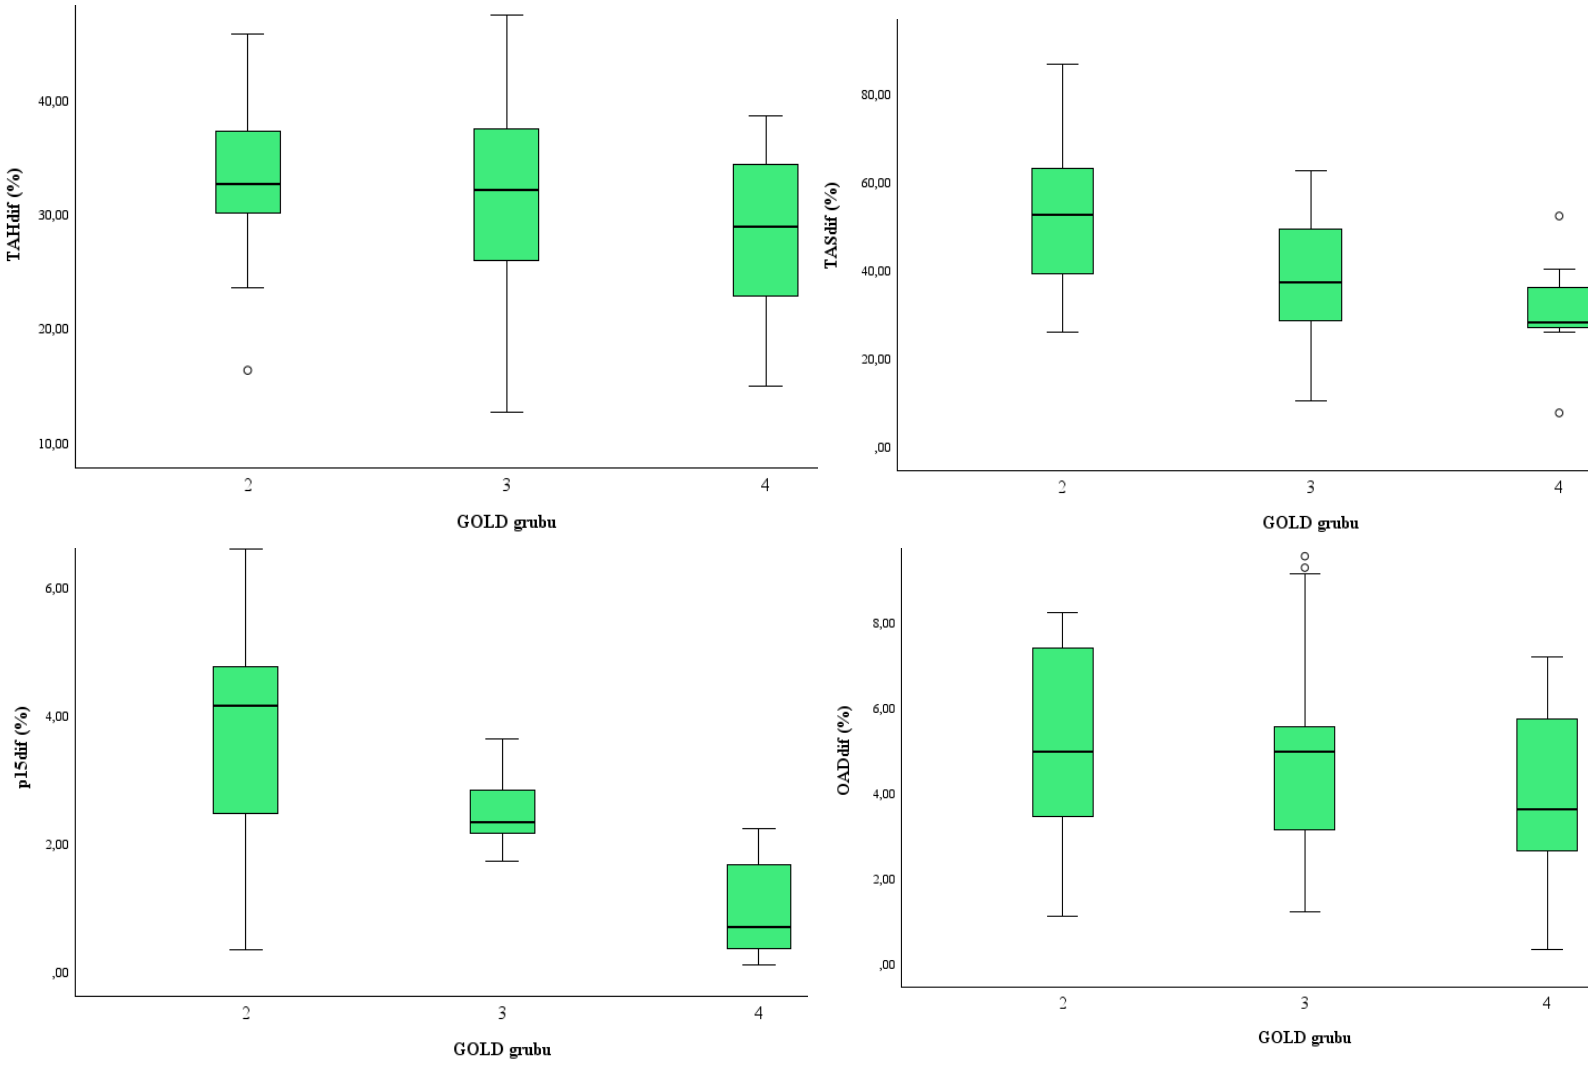 TAHdif (%)
40,00
30,00
20,00
10,00
2 3 4
GOLD grubu
TASdif (%)
80,00
60,00
40,00
20,00
,00
2 3 4
GOLD grubu
p15dif (%)
6,00
4,00
2,00
,00
2 3 4
GOLD grubu
OADdif (%)
8,00
6,00
4,00
2,00
,00
2 3 4
GOLD grubu